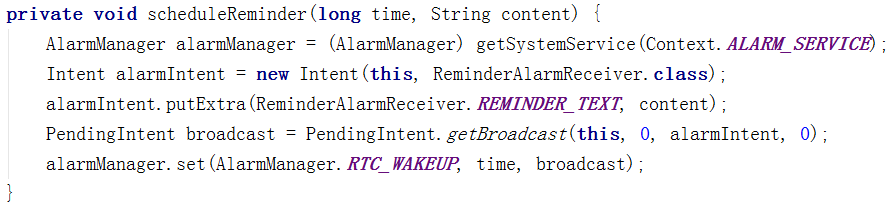 private void scheduleReminder(long time, String content) {
    AlarmManager alarmManager = (AlarmManager) getSystemService(Context.ALARM_SERVICE);
    Intent alarmIntent = new Intent(this, ReminderAlarmReceiver.class);
    alarmIntent.putExtra(ReminderAlarmReceiver.REMINDER_TEXT, content);
    PendingIntent broadcast = PendingIntent.getBroadcast(this, 0, alarmIntent, 0);
    alarmManager.set(AlarmManager.RTC_WAKEUP, time, broadcast);
}